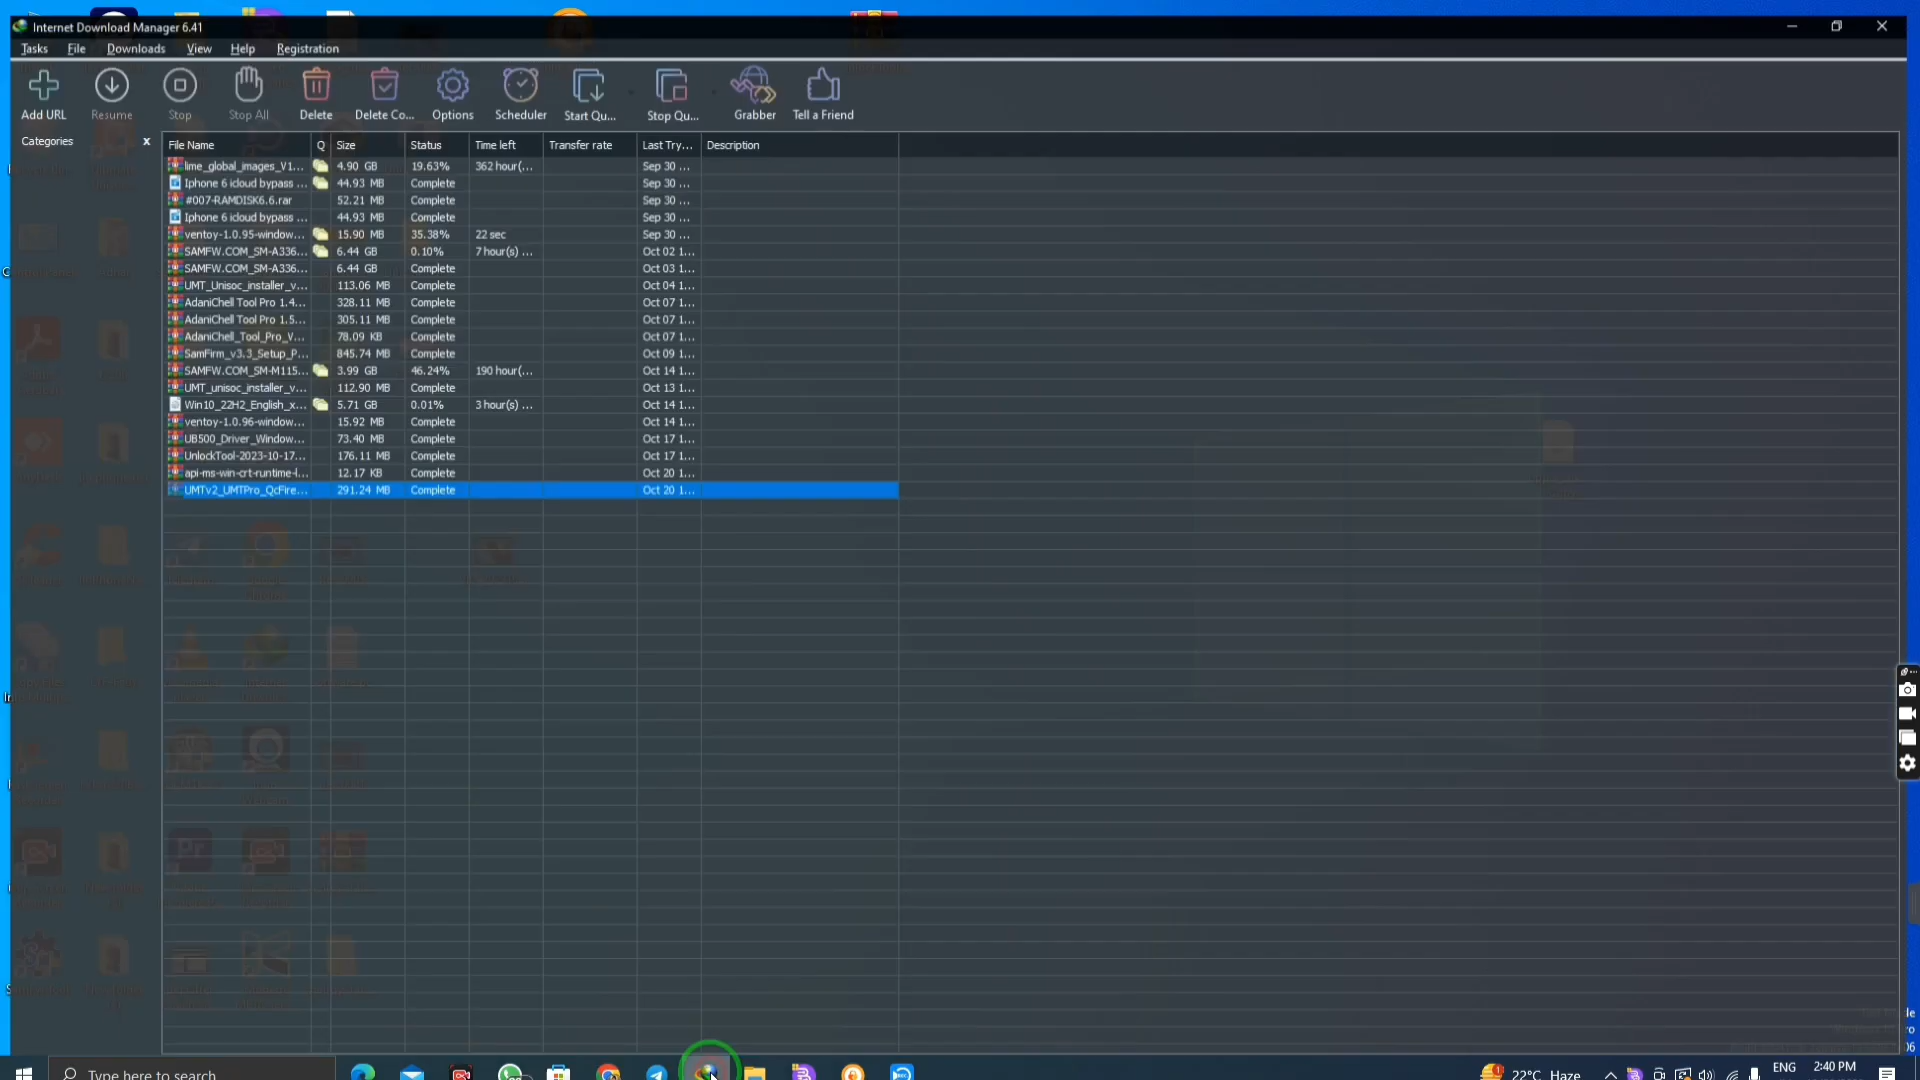 Internet Download Manager 6.41
Tasks File Downloads View Help Registration
Add URL Resume Stop Stop All Delete Delete Co... Options Scheduler Start Qu... Stop Qu... Grabber Tell a Friend
Categories x
File Name Q Size Status Time left Transfer rate Last Try... Description
lime_global_images_V1... 4.90 GB 19.63% 362 hour(... Sep 30 ...
Iphone 6 icloud bypass ... 44.93 MB Complete Sep 30 ...
#007-RAMDISK6.6.rar 52.21 MB Complete Sep 30 ...
Iphone 6 icloud bypass ... 44.93 MB Complete Sep 30 ...
ventoy-1.0.95-window... 15.90 MB 35.38% 22 sec Sep 30 ...
SAMFW.COM_SM-A336... 6.44 GB 0.10% 7 hour(s) ... Oct 02 1...
SAMFW.COM_SM-A336... 6.44 GB Complete Oct 03 1...
UMT_Unisoc_installer_v... 113.06 MB Complete Oct 04 1...
AdaniChell Tool Pro 1.4... 328.11 MB Complete Oct 07 1...
AdaniChell Tool Pro 1.5... 305.11 MB Complete Oct 07 1...
AdaniChell_Tool_Pro_V... 78.09 KB Complete Oct 07 1...
SamFirm_v3.3_Setup_P... 845.74 MB Complete Oct 09 1...
SAMFW.COM_SM-M115... 3.99 GB 46.24% 190 hour(... Oct 14 1...
UMT_unisoc_installer_v... 112.90 MB Complete Oct 13 1...
Win10_22H2_English_x... 5.71 GB 0.01% 3 hour(s) ... Oct 14 1...
ventoy-1.0.96-window... 15.92 MB Complete Oct 14 1...
UB500_Driver_Window... 73.40 MB Complete Oct 17 1...
UnlockTool-2023-10-17... 176.11 MB Complete Oct 17 1...
api-ms-win-crt-runtime-l... 12.17 KB Complete Oct 20 1...
UMTv2_UMTPro_QcFire... 291.24 MB Complete Oct 20 1...
Type here to search 22°C Haze ENG 2:40 PM